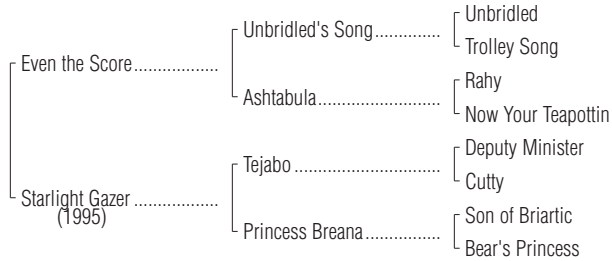 Unbridled
Unbridled's Song
Trolley Song
Even the Score
Rahy
Ashtabula
Now Your Teapottin
Deputy Minister
Tejabo
Cutty
Starlight Gazer
(1995)
Son of Briartic
Princess Breana
Bear's Princess